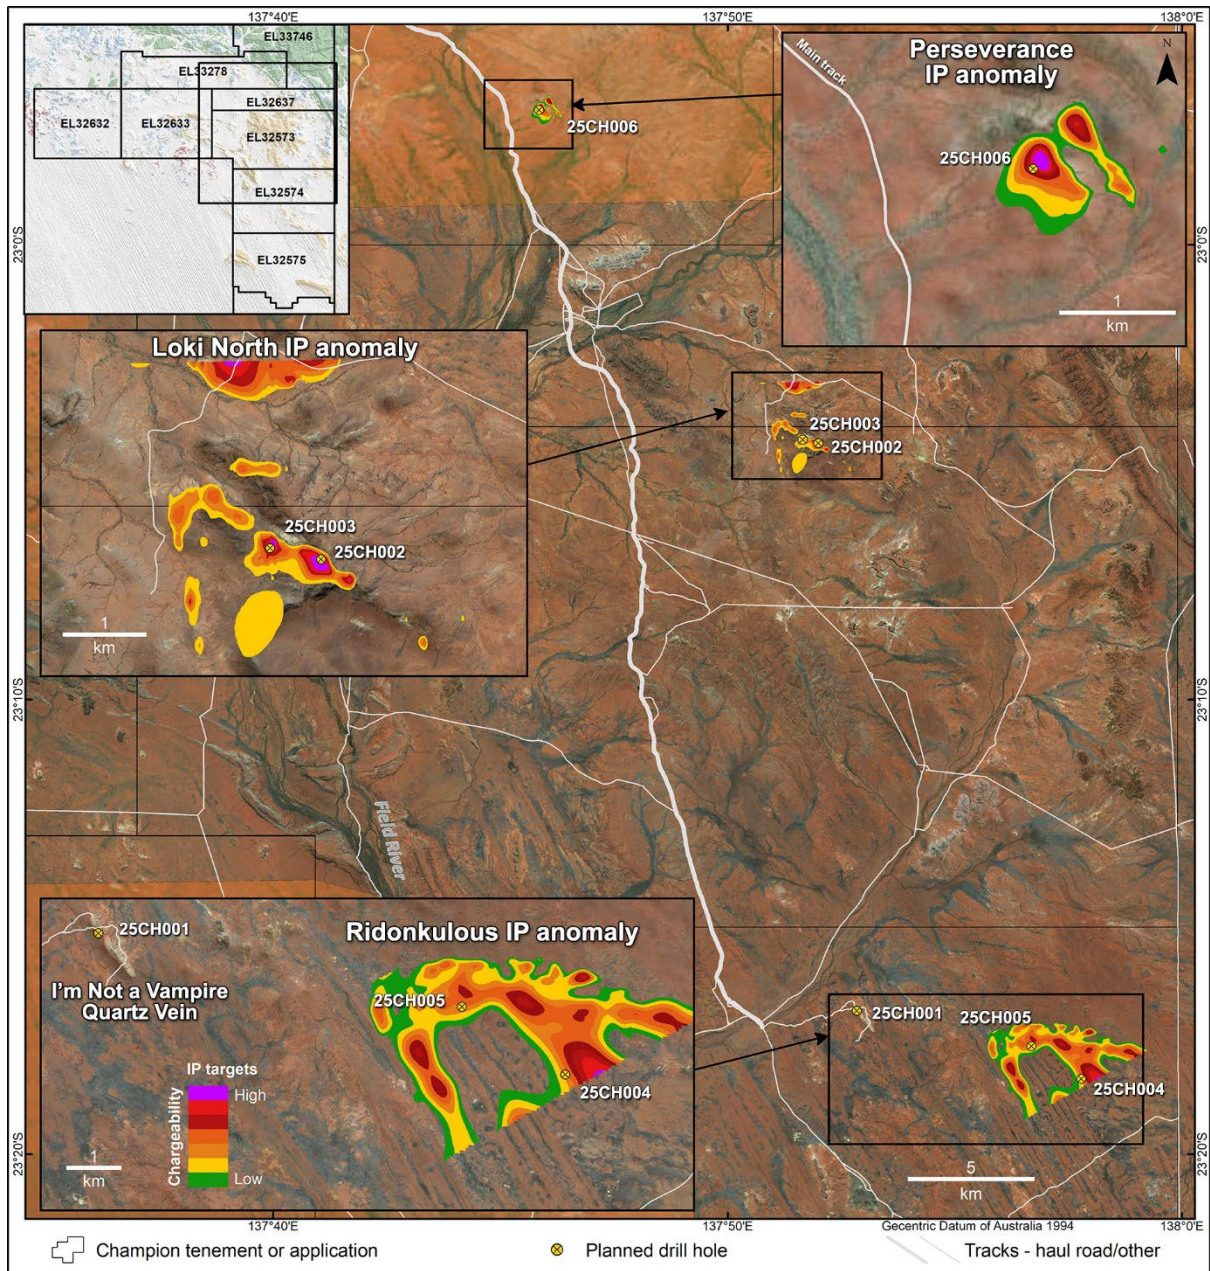 137°40'E
137°50'E
138°0'E
EL33746
EL33278
EL32637
EL32632
EL32633
EL32573
EL32574
EL32575
25CH006
Main track
Perseverance
IP anomaly
N
25CH006
1
km
23°0'S
23°0'S
Loki North IP anomaly
25CH003
25CH002
1
km
25CH003
25CH002
23°10'S
23°10'S
Field River
25CH001
I'm Not a Vampire
Quartz Vein
Ridonkulous IP anomaly
25CH005
25CH004
IP targets
Chargeability
High
Low
1
km
25CH001
25CH005
25CH004
5
km
23°20'S
23°20'S
137°40'E
137°50'E
138°0'E
Gecentric Datum of Australia 1994
Champion tenement or application
Planned drill hole
Tracks - haul road/other